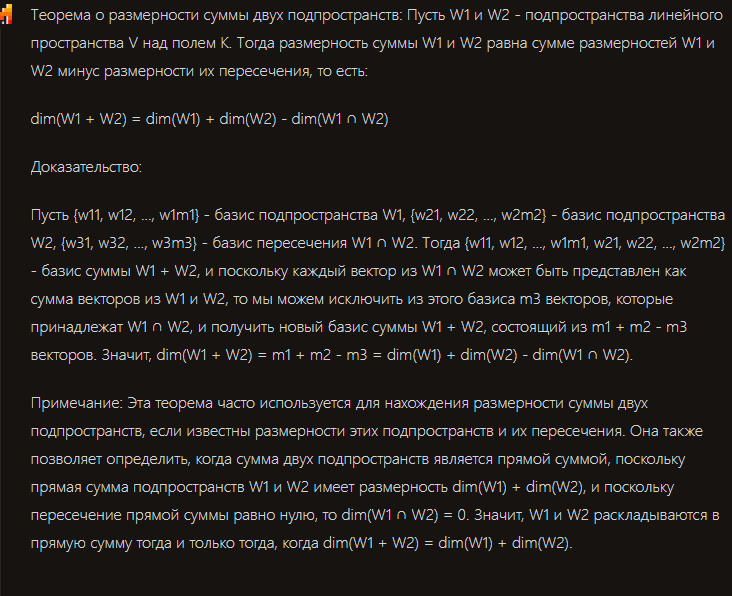 Теорема о размерности суммы двух подпространств: Пусть W1 и W2 - подпространства линейного
пространства V над полем K. Тогда размерность суммы W1 и W2 равна сумме размерностей W1 и
W2 минус размерности их пересечения, то есть:
dim(W1 + W2) = dim(W1) + dim(W2) - dim(W1 ∩ W2)
Доказательство:
Пусть {w11, w12, ..., w1m1} - базис подпространства W1, {w21, w22, ..., w2m2} - базис подпространства
W2, {w31, w32, ..., w3m3} - базис пересечения W1 ∩ W2. Тогда {w11, w12, ..., w1m1, w21, w22, ..., w2m2}
- базис суммы W1 + W2, и поскольку каждый вектор из W1 ∩ W2 может быть представлен как
сумма векторов из W1 и W2, то мы можем исключить из этого базиса m3 векторов, которые
принадлежат W1 ∩ W2, и получить новый базис суммы W1 + W2, состоящий из m1 + m2 - m3
векторов. Значит, dim(W1 + W2) = m1 + m2 - m3 = dim(W1) + dim(W2) - dim(W1 ∩ W2).
Примечание: Эта теорема часто используется для нахождения размерности суммы двух
подпространств, если известны размерности этих подпространств и их пересечения. Она также
позволяет определить, когда сумма двух подпространств является прямой суммой, поскольку
прямая сумма подпространств W1 и W2 имеет размерность dim(W1) + dim(W2), и поскольку
пересечение прямой суммы равно нулю, то dim(W1 ∩ W2) = 0. Значит, W1 и W2 раскладываются в
прямую сумму тогда и только тогда, когда dim(W1 + W2) = dim(W1) + dim(W2).